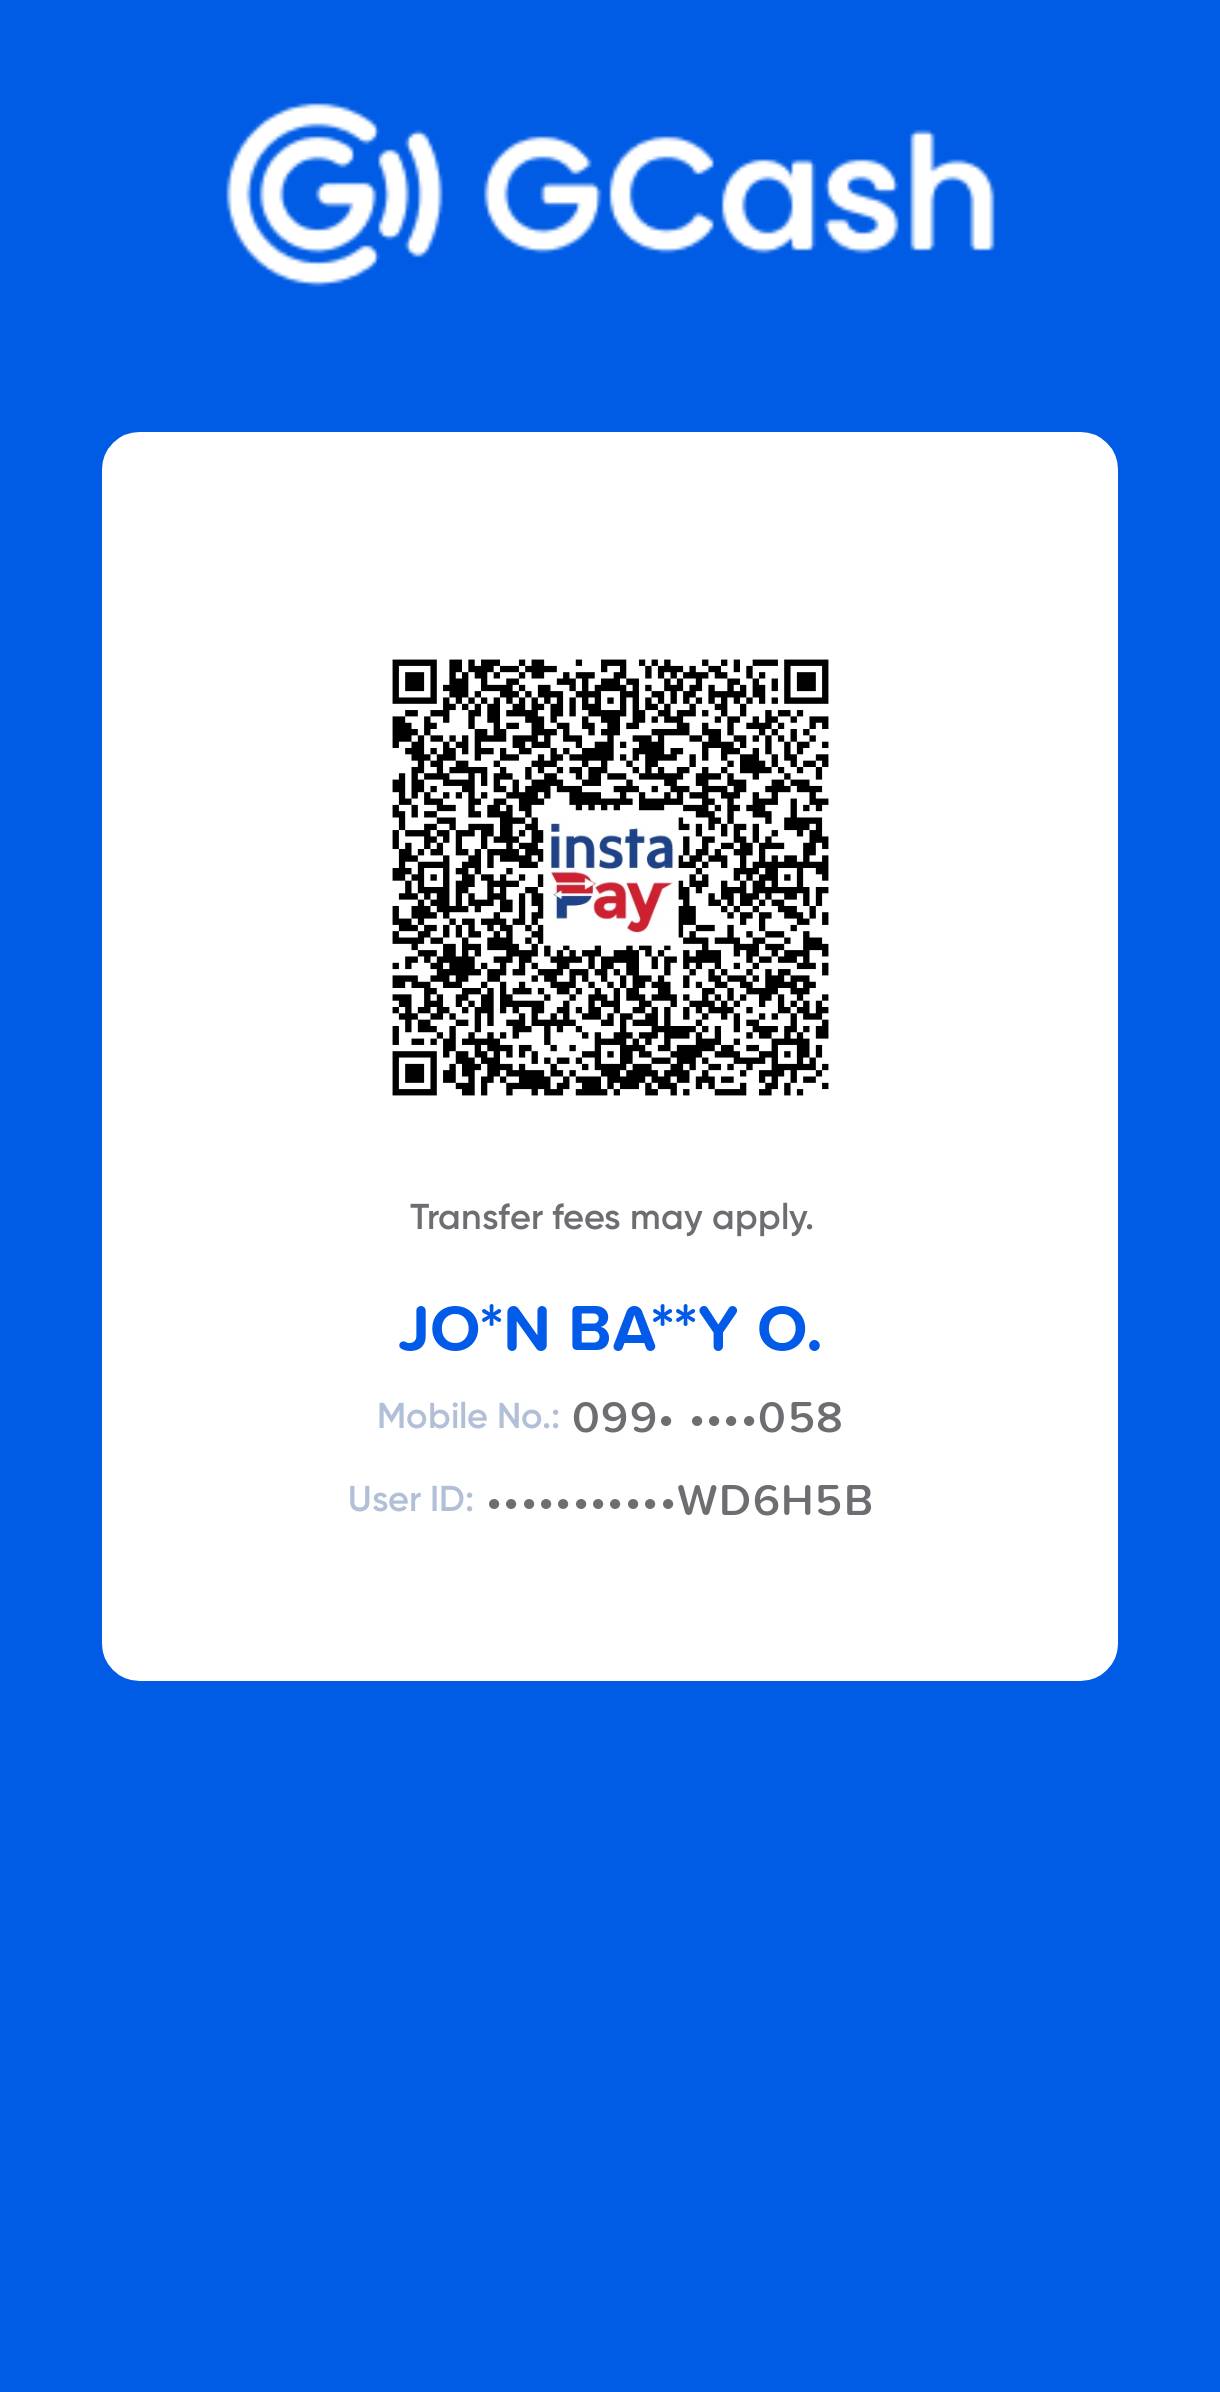 GCash
insta
Pay
Transfer fees may apply.
JO*N BA**Y O.
Mobile No.: 099• ••••058
User ID: •••••••••••WD6H5B